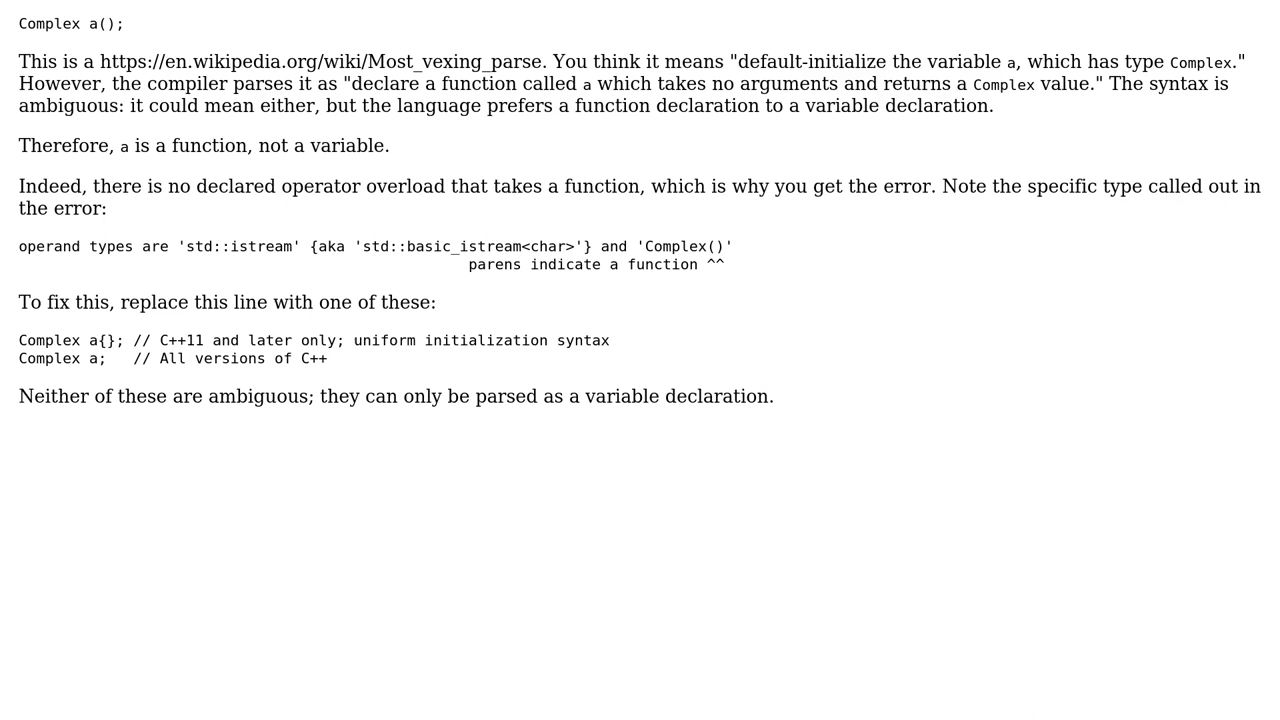 Complex a();
This is a https://en.wikipedia.org/wiki/Most_vexing_parse. You think it means "default-initialize the variable a, which has type Complex."
However, the compiler parses it as "declare a function called a which takes no arguments and returns a Complex value." The syntax is
ambiguous: it could mean either, but the language prefers a function declaration to a variable declaration.
Therefore, a is a function, not a variable.
Indeed, there is no declared operator overload that takes a function, which is why you get the error. Note the specific type called out in
the error:
operand types are 'std::istream' {aka 'std::basic_istream<char>'} and 'Complex()'
parens indicate a function ^^
To fix this, replace this line with one of these:
Complex a{}; // C++11 and later only; uniform initialization syntax
Complex a;   // All versions of C++
Neither of these are ambiguous; they can only be parsed as a variable declaration.